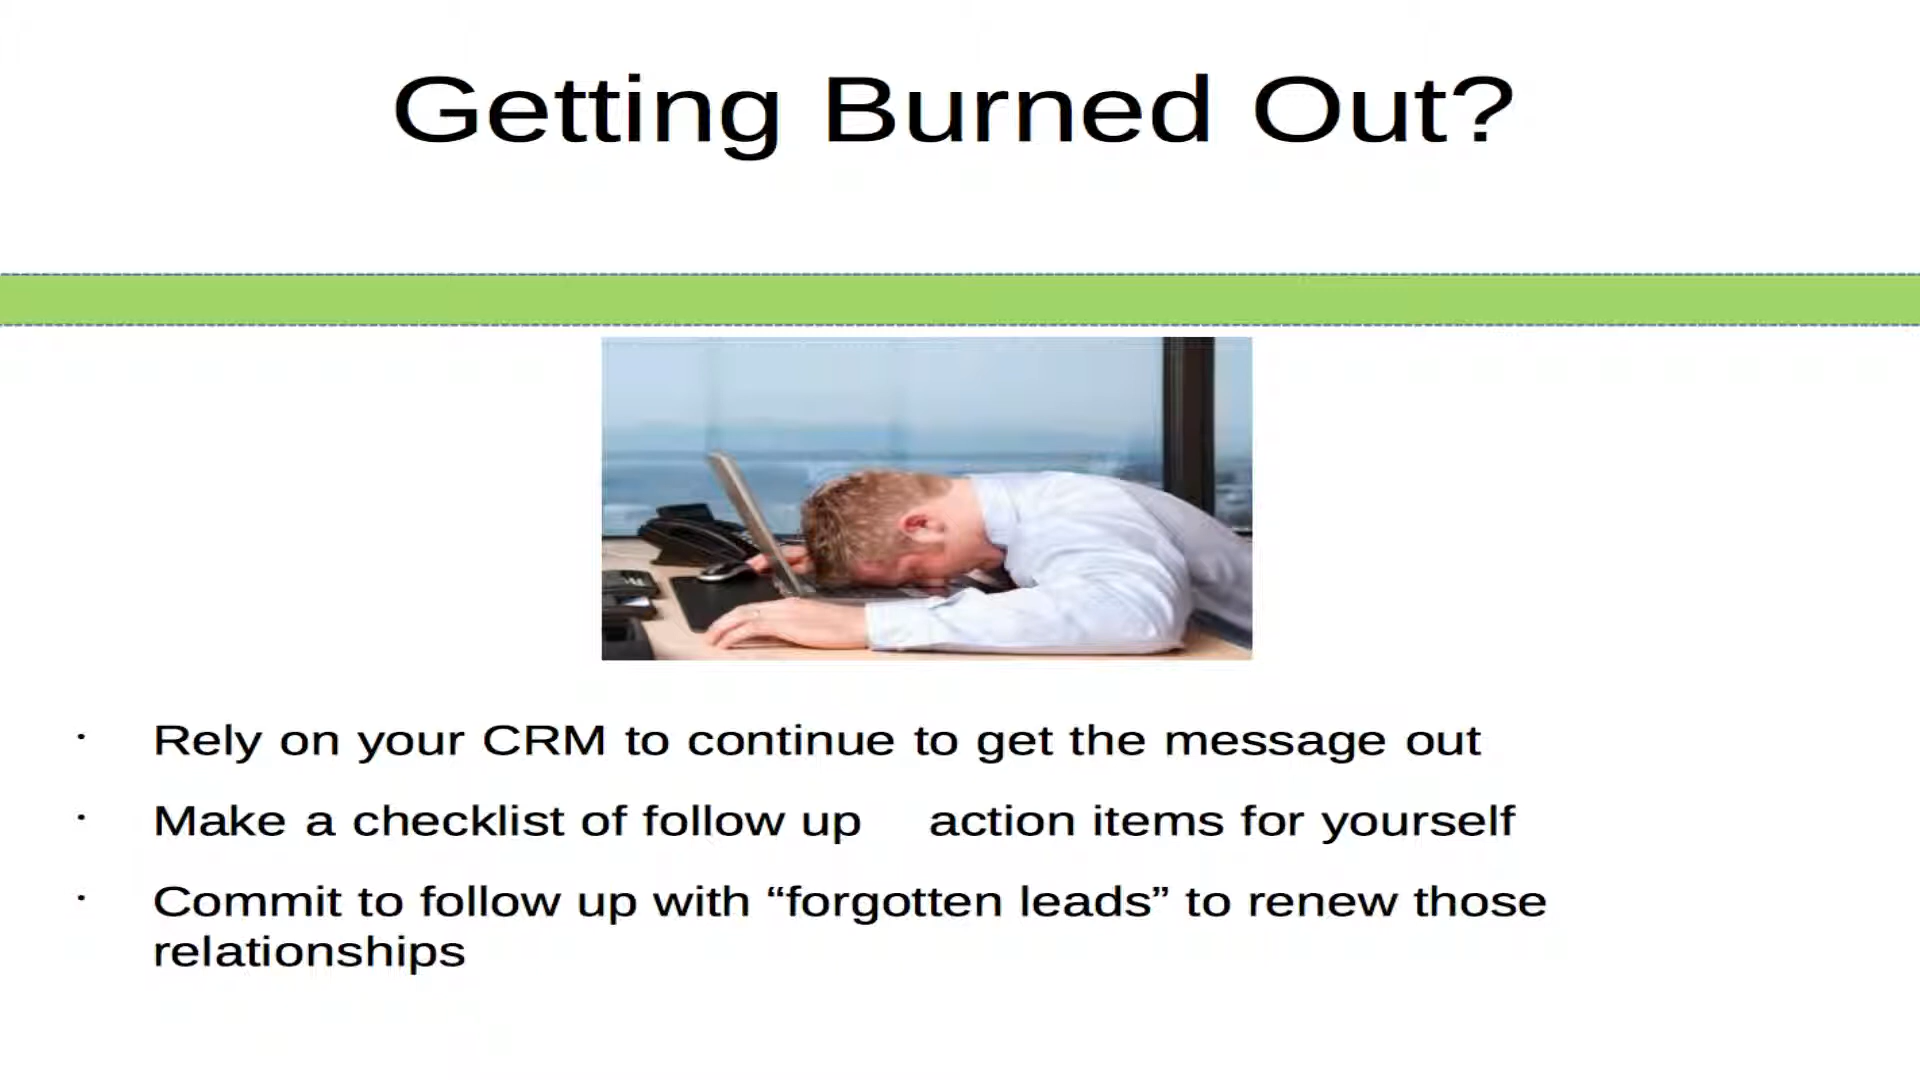 Getting Burned Out?
· Rely on your CRM to continue to get the message out
· Make a checklist of follow up action items for yourself
· Commit to follow up with “forgotten leads” to renew those
relationships